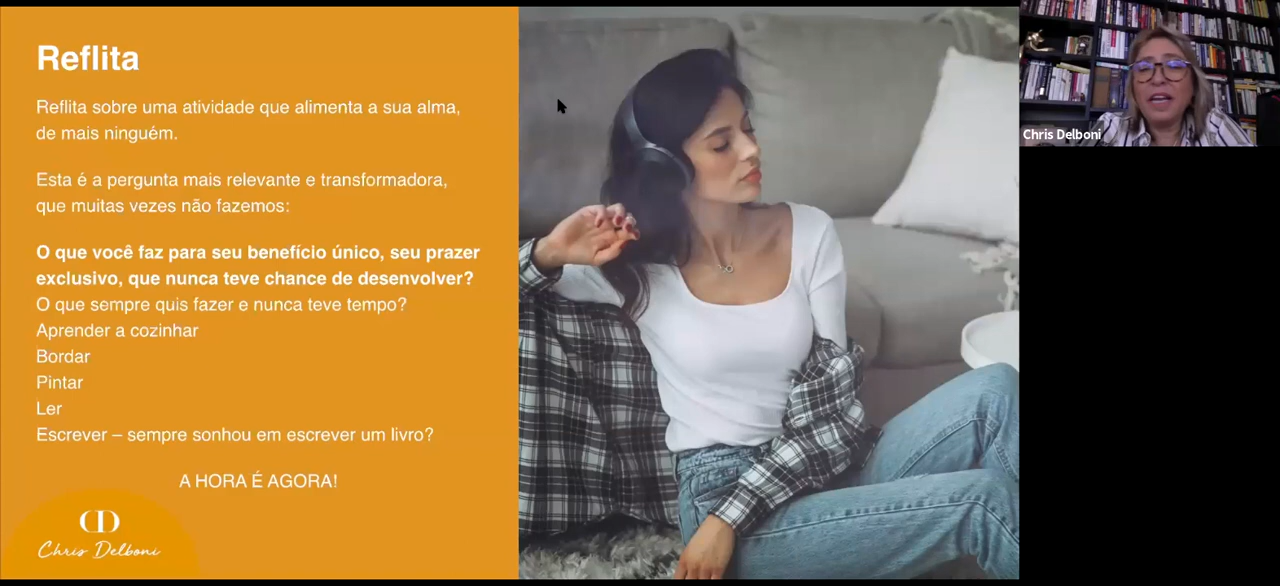 Reflita
Reflita sobre uma atividade que alimenta a sua alma,
de mais ninguém.
Esta é a pergunta mais relevante e transformadora,
que muitas vezes não fazemos:
O que você faz para seu benefício único, seu prazer
exclusivo, que nunca teve chance de desenvolver?
O que sempre quis fazer e nunca teve tempo?
Aprender a cozinhar
Bordar
Pintar
Ler
Escrever – sempre sonhou em escrever um livro?
A HORA É AGORA!
CD
Chris Delboni
Chris Delboni